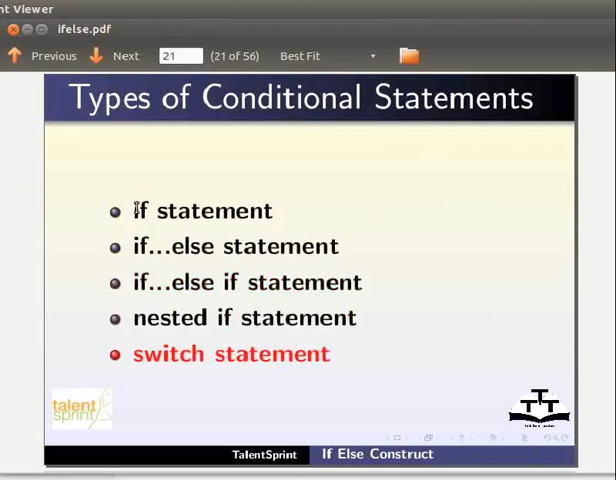 nt Viewer
ifelse.pdf
Previous Next 21 (21 of 56) Best Fit
Types of Conditional Statements
if statement
if...else statement
if...else if statement
nested if statement
switch statement
talent
sprint
TalentSprint If Else Construct